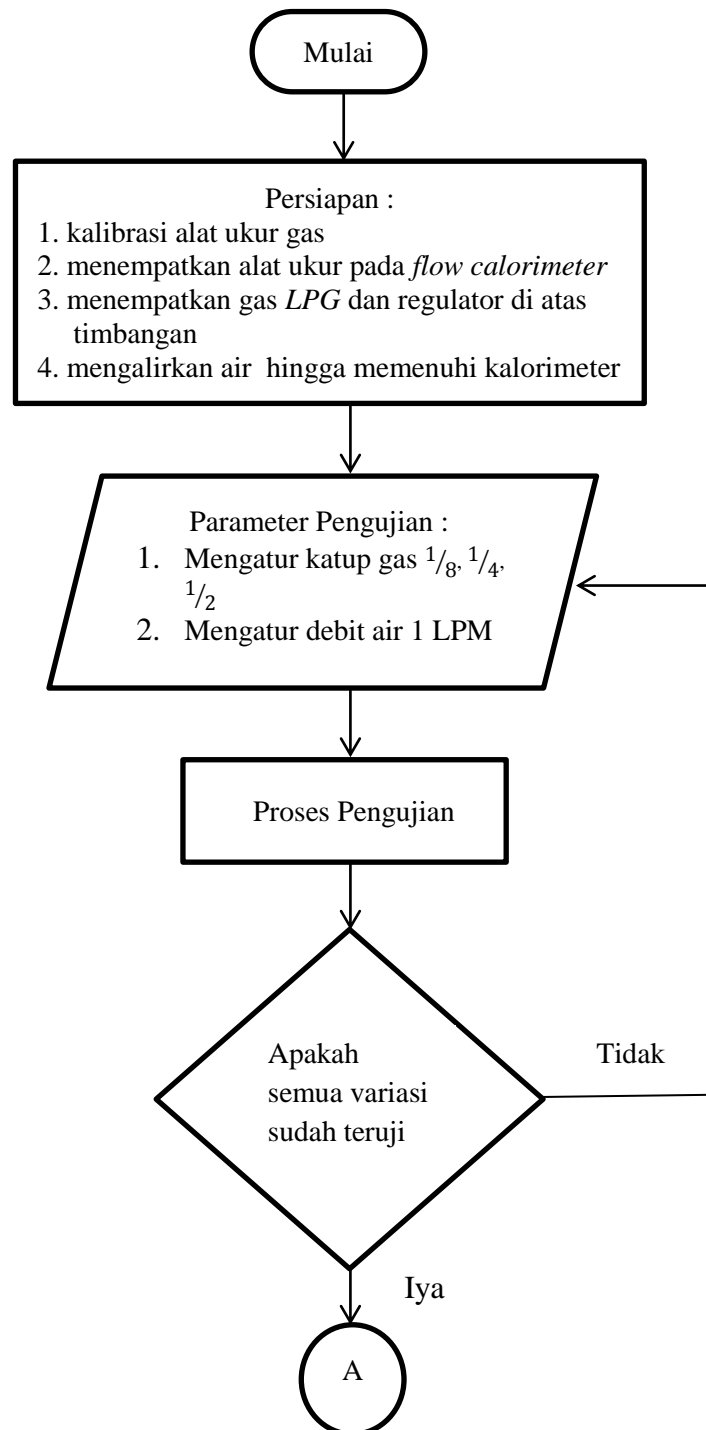 Mulai
Persiapan :
1. kalibrasi alat ukur gas
2. menempatkan alat ukur pada flow calorimeter
3. menempatkan gas LPG dan regulator di atas
timbangan
4. mengalirkan air hingga memenuhi kalorimeter
Parameter Pengujian :
1. Mengatur katup gas 1/8, 1/4,
1/2
2. Mengatur debit air 1 LPM
Proses Pengujian
Apakah
semua variasi
sudah teruji
Tidak
Iya
A